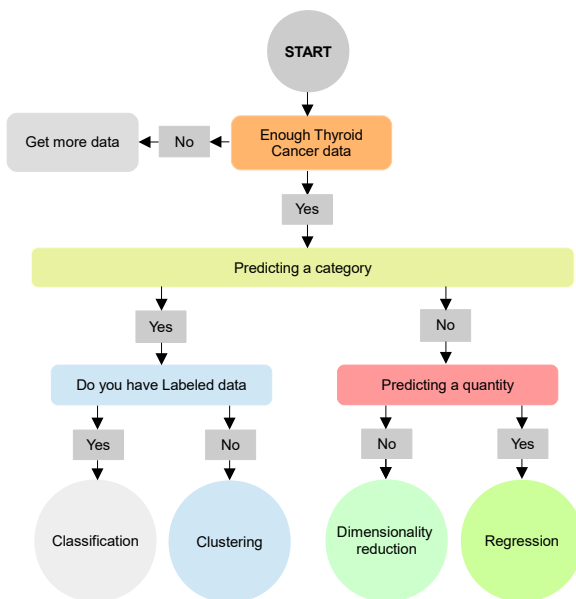 START
Enough Thyroid
Cancer data
No
Get more data
Yes
Predicting a category
Yes
No
Do you have Labeled data
Predicting a quantity
Yes
No
No
Yes
Classification
Clustering
Dimensionality
reduction
Regression